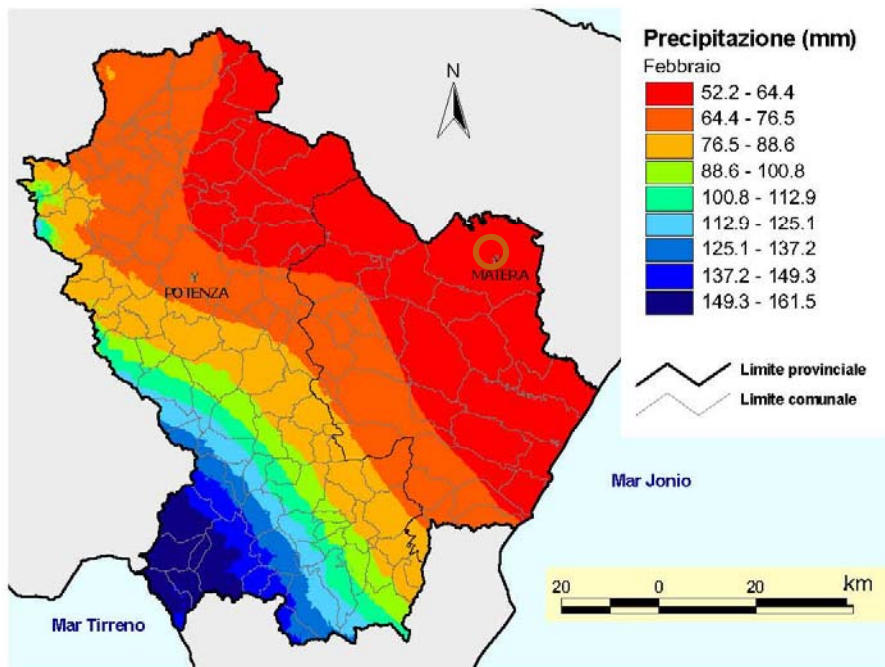 Precipitazione (mm)
Febbraio
52.2 - 64.4
64.4 - 76.5
76.5 - 88.6
88.6 - 100.8
100.8 - 112.9
112.9 - 125.1
125.1 - 137.2
137.2 - 149.3
149.3 - 161.5
Limite provinciale
Limite comunale
N
MATERA
POTENZA
Mar Jonio
Mar Tirreno
20 0 20 km